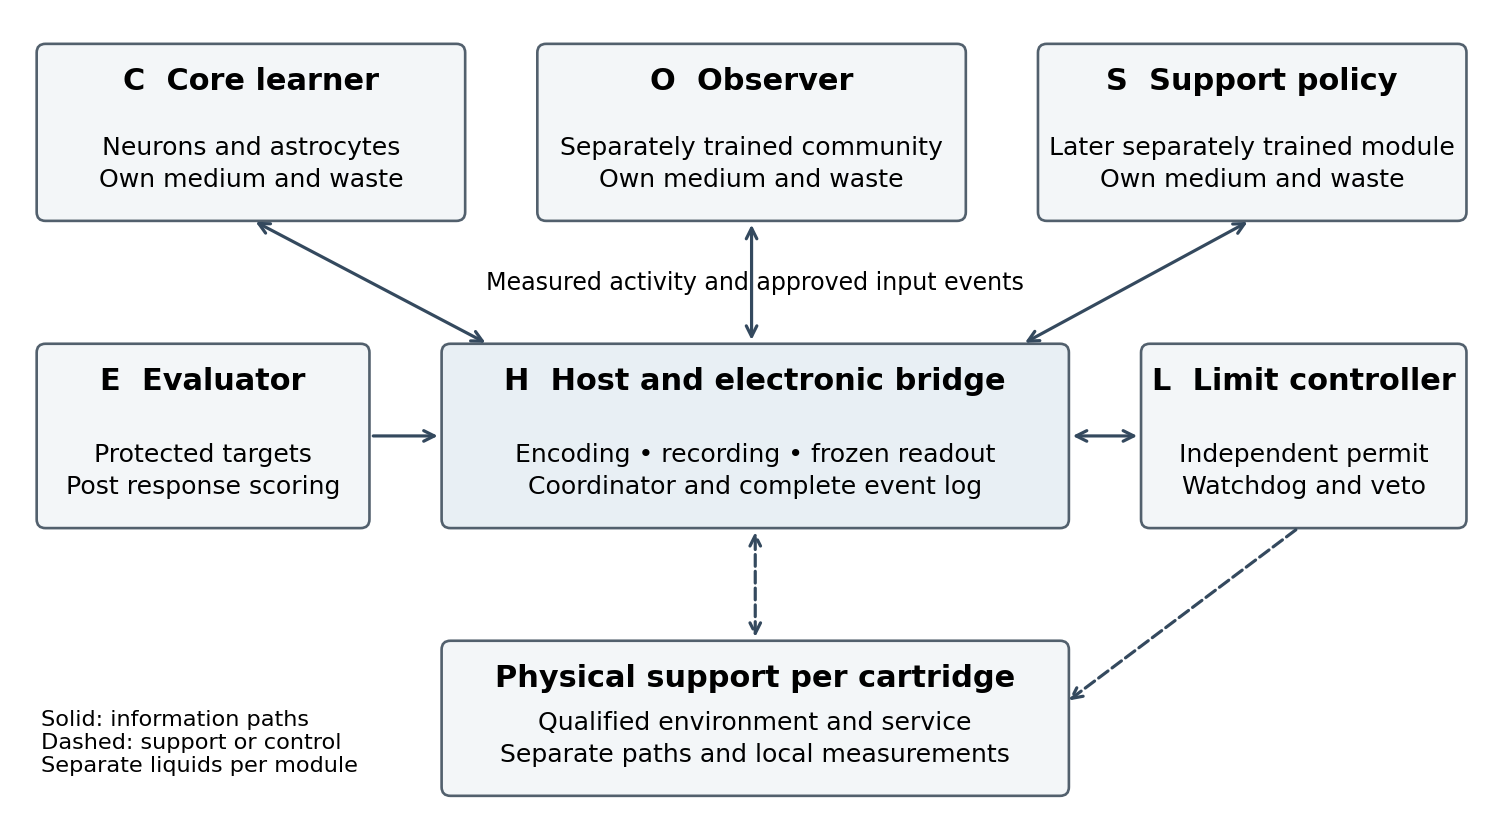 C  Core learner
Neurons and astrocytes
Own medium and waste
O  Observer
Separately trained community
Own medium and waste
S  Support policy
Later separately trained module
Own medium and waste
Measured activity and approved input events
E  Evaluator
Protected targets
Post response scoring
H  Host and electronic bridge
Encoding • recording • frozen readout
Coordinator and complete event log
L  Limit controller
Independent permit
Watchdog and veto
Physical support per cartridge
Qualified environment and service
Separate paths and local measurements
Solid: information paths
Dashed: support or control
Separate liquids per module